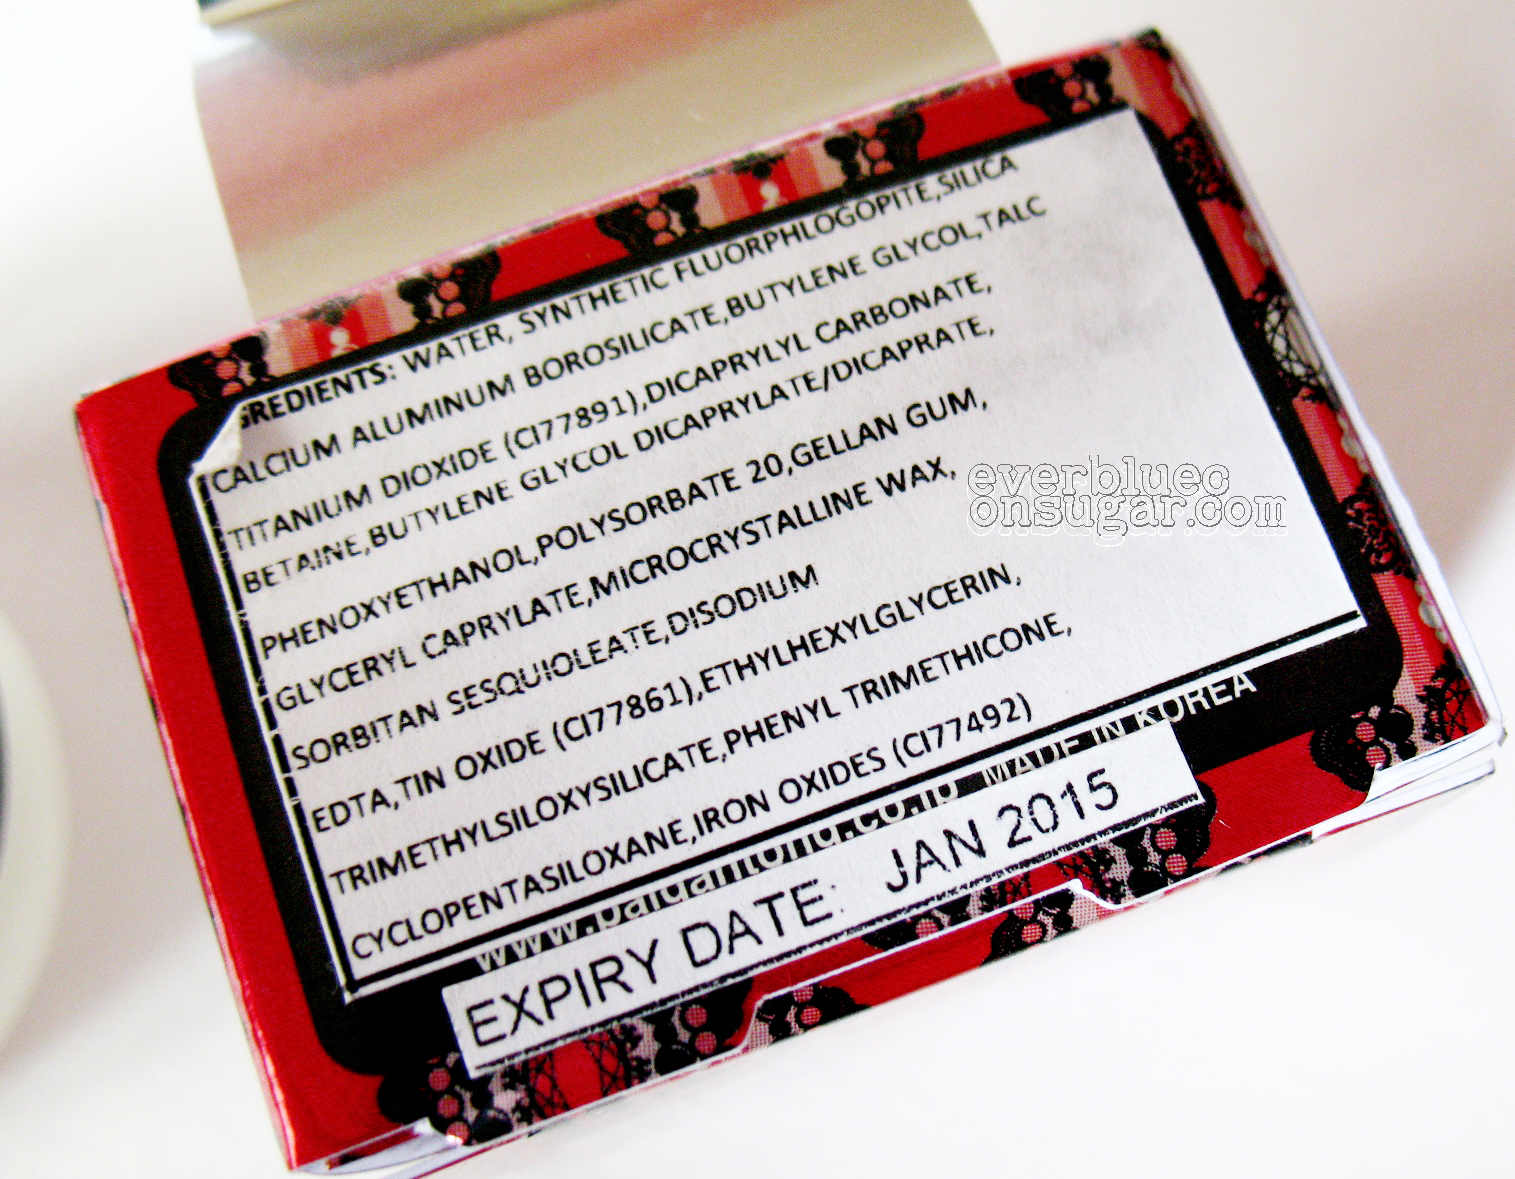 GREDIENTS: WATER, SYNTHETIC FLUORPHLOGOPITE,SILICA
CALCIUM ALUMINUM BOROSILICATE,BUTYLENE GLYCOL,TALC
TITANIUM DIOXIDE (CI77891),DICAPRYLYL CARBONATE,
BETAINE,BUTYLENE GLYCOL DICAPRYLATE/DICAPRATE,
PHENOXYETHANOL,POLYSORBATE 20,GELLAN GUM,
GLYCERYL CAPRYLATE,MICROCRYSTALLINE WAX,
SORBITAN SESQUIOLEATE,DISODIUM
EDTA,TIN OXIDE (CI77861),ETHYLHEXYLGLYCERIN,
TRIMETHYLSILOXYSILICATE,PHENYL TRIMETHICONE,
CYCLOPENTASILOXANE,IRON OXIDES (CI77492)
MADE IN KOREA
EXPIRY DATE: JAN 2015
everbluec
onsugar.com